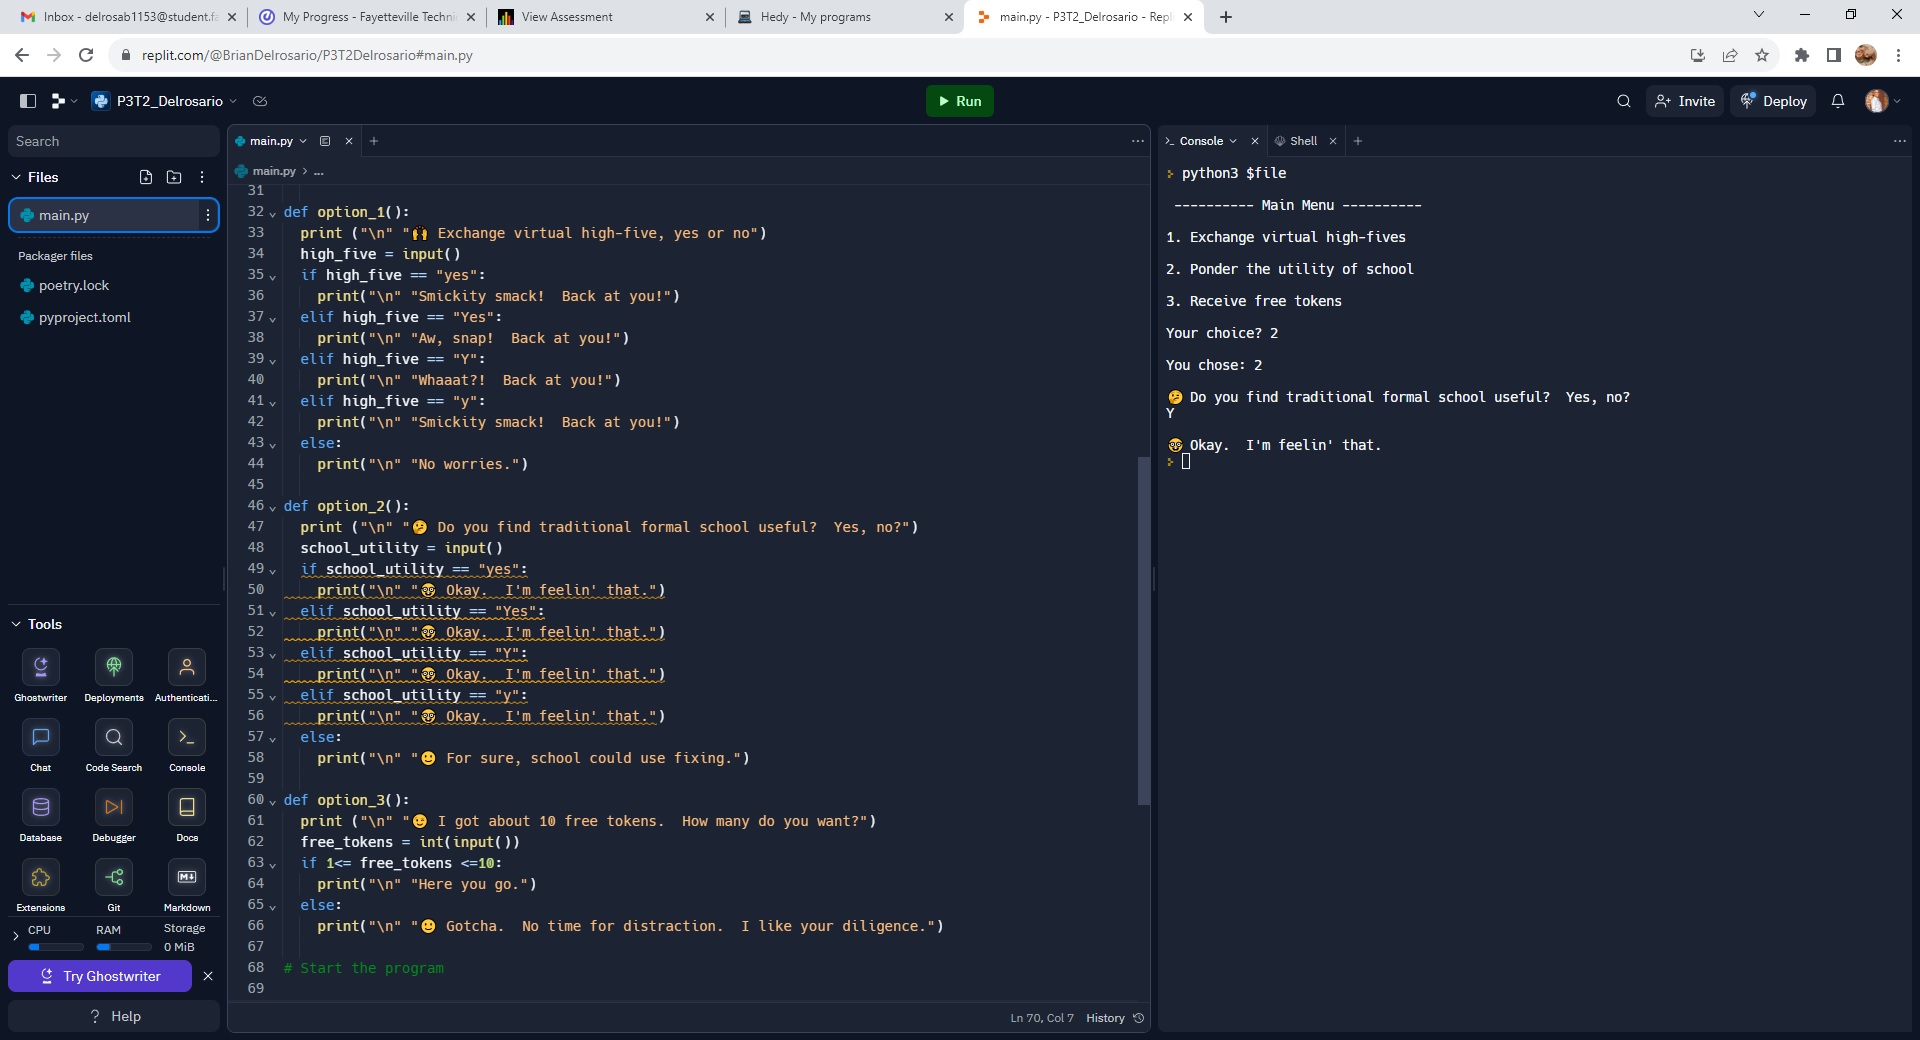 Inbox - delrosab1153@student.fa
My Progress - Fayetteville Techni
View Assessment
Hedy - My programs
main.py - P3T2_Delrosario - Repl
replit.com/@BrianDelrosario/P3T2Delrosario#main.py
P3T2_Delrosario
Run
Invite
Deploy
Search
Files
main.py
Packager files
poetry.lock
pyproject.toml
Tools
Ghostwriter
Deployments
Authenticati...
Chat
Code Search
Console
Database
Debugger
Docs
Extensions
Git
Markdown
CPU
RAM
Storage
0 MiB
Try Ghostwriter
? Help
main.py
main.py > ...
31
32 def option_1():
33 print ("\n" "🙌 Exchange virtual high-five, yes or no")
34 high_five = input()
35 if high_five == "yes":
36 print("\n" "Smickity smack!  Back at you!")
37 elif high_five == "Yes":
38 print("\n" "Aw, snap!  Back at you!")
39 elif high_five == "Y":
40 print("\n" "Whaaat?!  Back at you!")
41 elif high_five == "y":
42 print("\n" "Smickity smack!  Back at you!")
43 else:
44 print("\n" "No worries.")
45
46 def option_2():
47 print ("\n" "🤔 Do you find traditional formal school useful?  Yes, no?")
48 school_utility = input()
49 if school_utility == "yes":
50 print("\n" "🤓 Okay.  I'm feelin' that.")
51 elif school_utility == "Yes":
52 print("\n" "🤓 Okay.  I'm feelin' that.")
53 elif school_utility == "Y":
54 print("\n" "🤓 Okay.  I'm feelin' that.")
55 elif school_utility == "y":
56 print("\n" "🤓 Okay.  I'm feelin' that.")
57 else:
58 print("\n" "🙂 For sure, school could use fixing.")
59
60 def option_3():
61 print ("\n" "😉 I got about 10 free tokens.  How many do you want?")
62 free_tokens = int(input())
63 if 1<= free_tokens <=10:
64 print("\n" "Here you go.")
65 else:
66 print("\n" "🙂 Gotcha.  No time for distraction.  I like your diligence.")
67
68 # Start the program
69
Ln 70, Col 7
History
Console
Shell
python3 $file
---------- Main Menu ----------
1. Exchange virtual high-fives
2. Ponder the utility of school
3. Receive free tokens
Your choice? 2
You chose: 2
🤔 Do you find traditional formal school useful?  Yes, no?
Y
🤓 Okay.  I'm feelin' that.